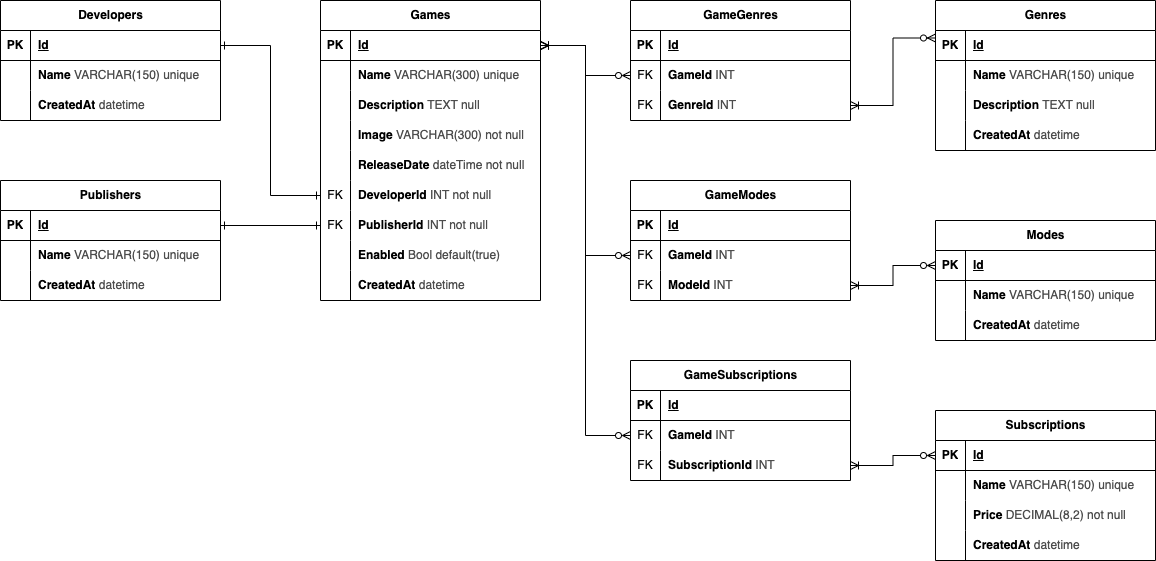 Developers
PK Id
Name VARCHAR(150) unique
CreatedAt datetime
Publishers
PK Id
Name VARCHAR(150) unique
CreatedAt datetime
Games
PK Id
Name VARCHAR(300) unique
Description TEXT null
Image VARCHAR(300) not null
ReleaseDate dateTime not null
FK DeveloperId INT not null
FK PublisherId INT not null
Enabled Bool default(true)
CreatedAt datetime
GameGenres
PK Id
FK GameId INT
FK GenreId INT
GameModes
PK Id
FK GameId INT
FK ModeId INT
GameSubscriptions
PK Id
FK GameId INT
FK SubscriptionId INT
Genres
PK Id
Name VARCHAR(150) unique
Description TEXT null
CreatedAt datetime
Modes
PK Id
Name VARCHAR(150) unique
CreatedAt datetime
Subscriptions
PK Id
Name VARCHAR(150) unique
Price DECIMAL(8,2) not null
CreatedAt datetime